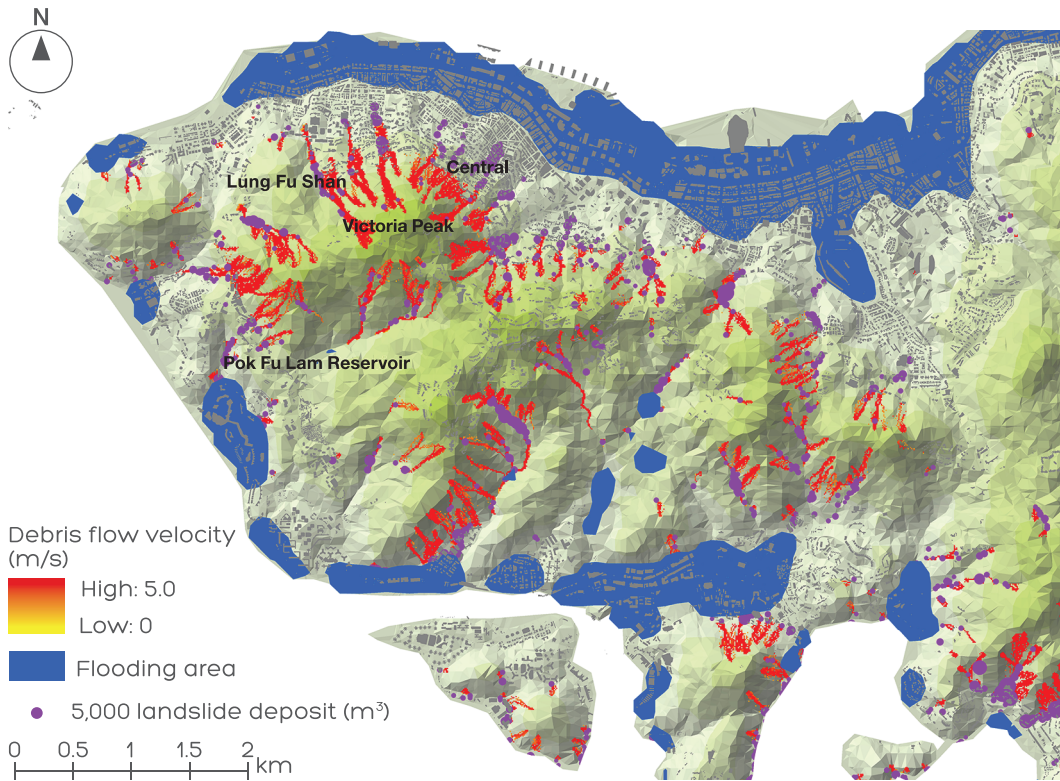 N
Central
Lung Fu Shan
Victoria Peak
Pok Fu Lam Reservoir
Debris flow velocity
(m/s)
High: 5.0
Low: 0
Flooding area
5,000 landslide deposit (m³)
0 0.5 1 1.5 2 km